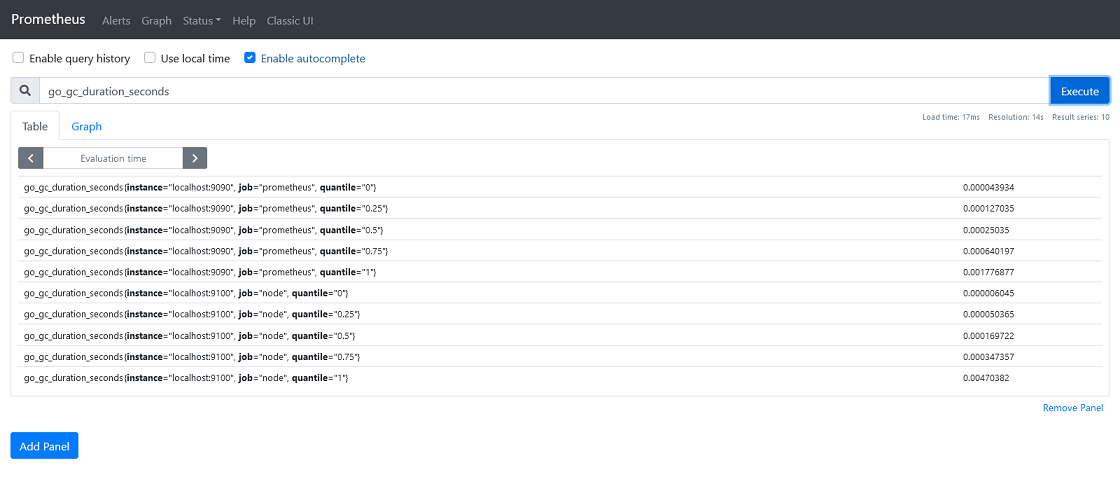 Prometheus Alerts Graph Status Help Classic UI
Enable query history Use local time Enable autocomplete
go_gc_duration_seconds Execute
Table Graph Load time: 17ms Resolution: 14s Result series: 10
Evaluation time
go_gc_duration_seconds{instance="localhost:9090", job="prometheus", quantile="0"} 0.000043934
go_gc_duration_seconds{instance="localhost:9090", job="prometheus", quantile="0.25"} 0.000127035
go_gc_duration_seconds{instance="localhost:9090", job="prometheus", quantile="0.5"} 0.00025035
go_gc_duration_seconds{instance="localhost:9090", job="prometheus", quantile="0.75"} 0.000640197
go_gc_duration_seconds{instance="localhost:9090", job="prometheus", quantile="1"} 0.001776877
go_gc_duration_seconds{instance="localhost:9100", job="node", quantile="0"} 0.000006045
go_gc_duration_seconds{instance="localhost:9100", job="node", quantile="0.25"} 0.000050365
go_gc_duration_seconds{instance="localhost:9100", job="node", quantile="0.5"} 0.000169722
go_gc_duration_seconds{instance="localhost:9100", job="node", quantile="0.75"} 0.000347357
go_gc_duration_seconds{instance="localhost:9100", job="node", quantile="1"} 0.00470382
Remove Panel
Add Panel